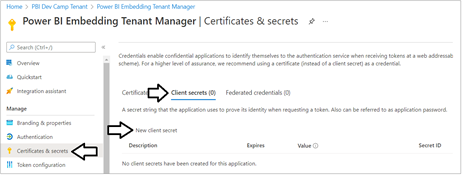 Home > PBI Dev Camp Tenant > Power BI Embedding Tenant Manager
Power BI Embedding Tenant Manager | Certificates & secrets
Search (Ctrl+/)
Overview
Quickstart
Integration assistant
Manage
Branding & properties
Authentication
Certificates & secrets
Token configuration
Credentials enable confidential applications to identify themselves to the authentication service when receiving tokens at a web addressab
scheme). For a higher level of assurance, we recommend using a certificate (instead of a client secret) as a credential.
Certificate
Client secrets (0)
Federated credentials (0)
A secret string that the application uses to prove its identity when requesting a token. Also can be referred to as application password.
New client secret
Description
Expires
Value
Secret ID
No client secrets have been created for this application.